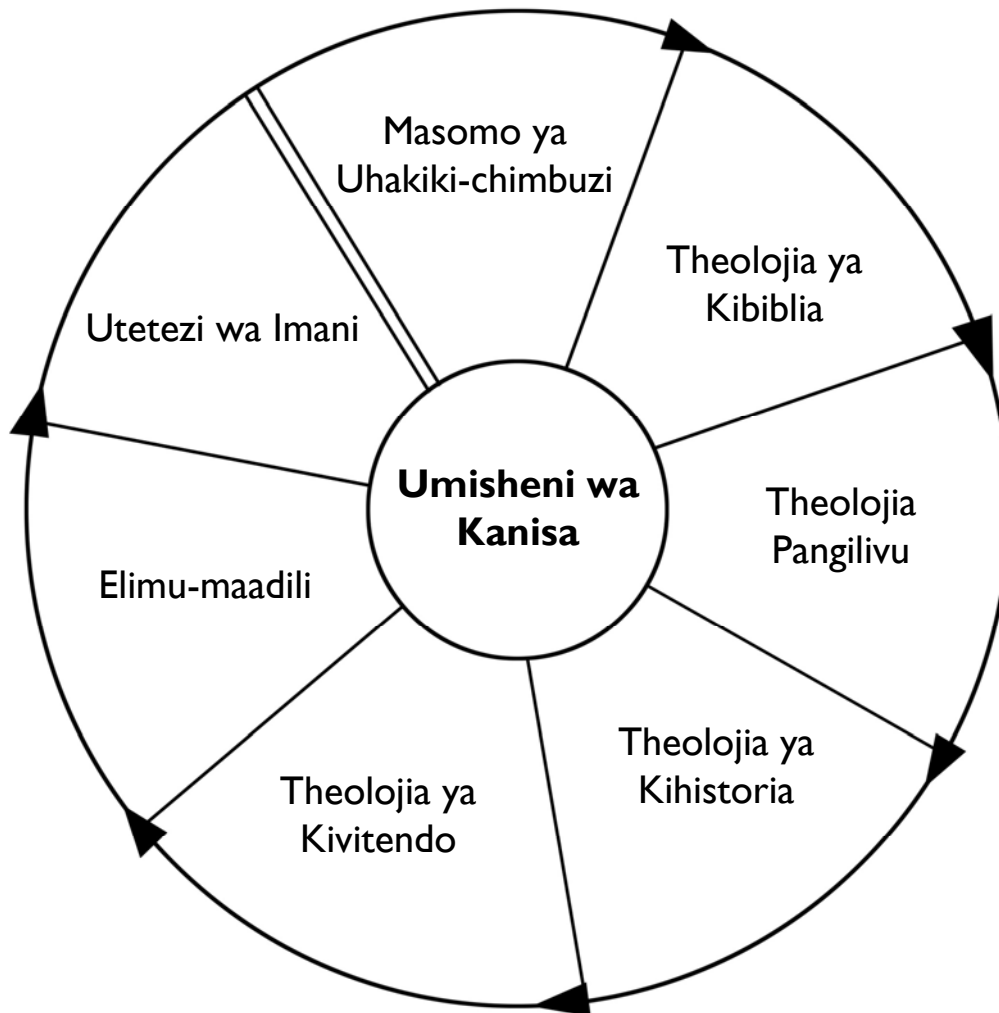 Masomo ya
Uhakiki-chimbuzi
Theolojia ya
Kibiblia
Theolojia
Pangilivu
Theolojia ya
Kihistoria
Theolojia ya
Kivitendo
Elimu-maadili
Utetezi wa Imani
Umisheni wa
Kanisa